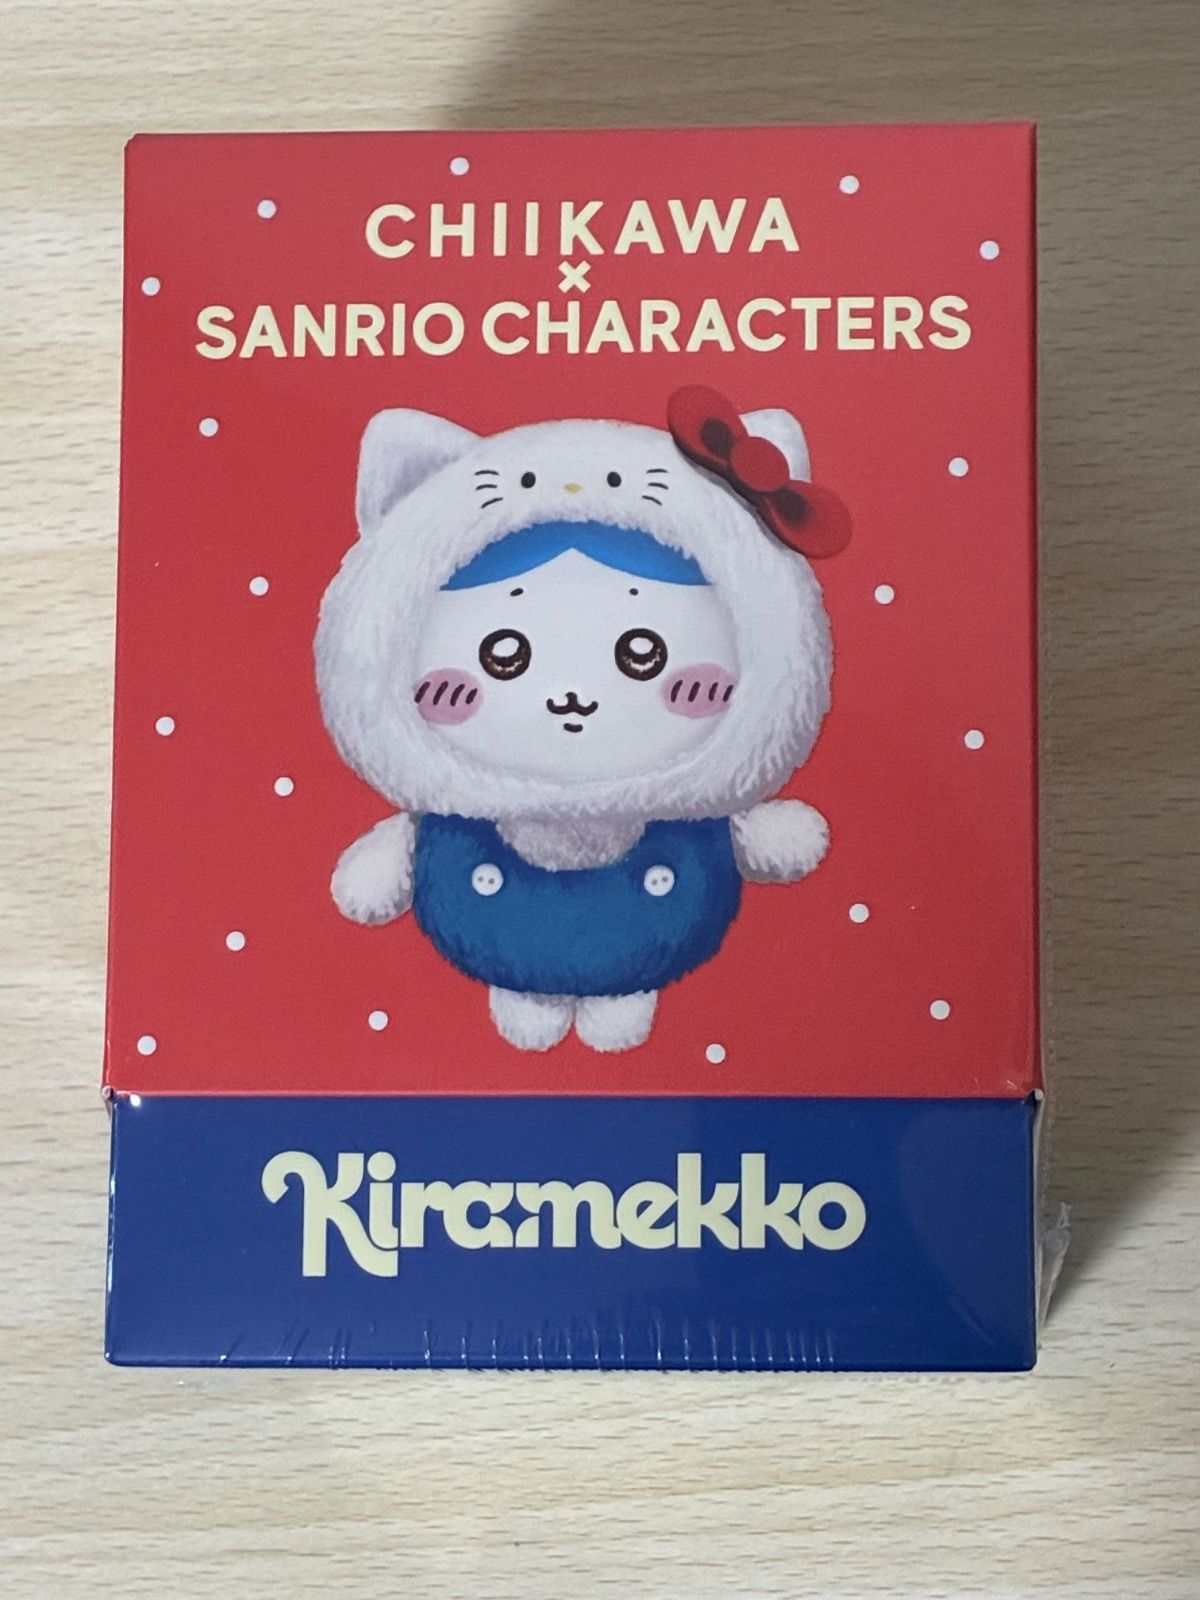 CHIIKAWA
×
SANRIO CHARACTERS
Kiramekko